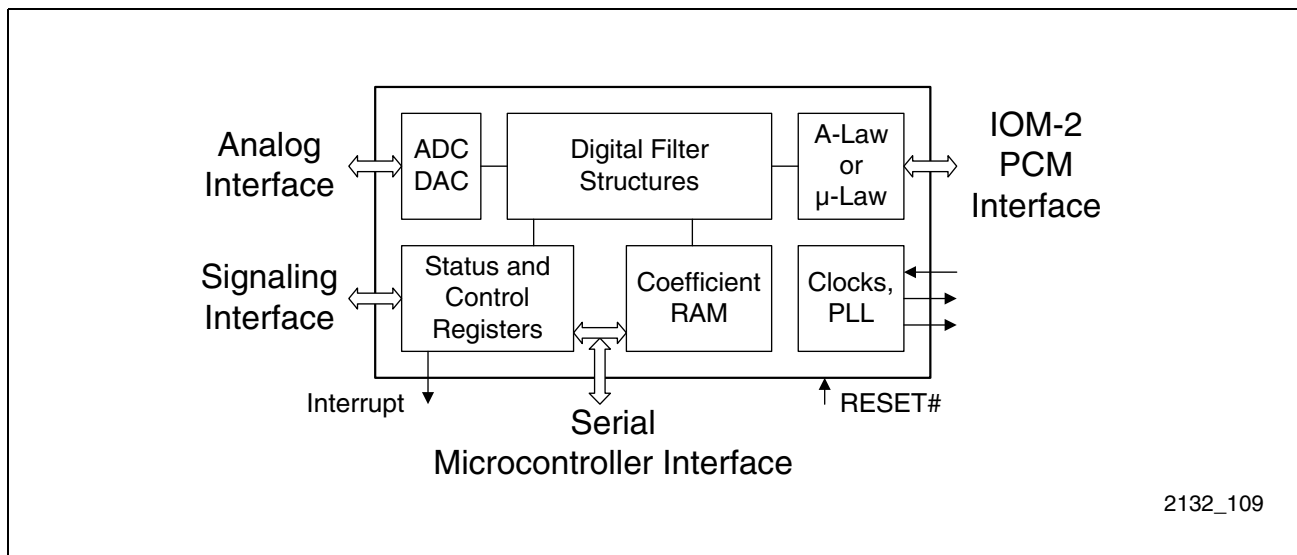 Analog
Interface
ADC
DAC
Digital Filter
Structures
A-Law
or
µ-Law
IOM-2
PCM
Interface
Signaling
Interface
Status and
Control
Registers
Coefficient
RAM
Clocks,
PLL
Interrupt
RESET#
Serial
Microcontroller Interface
2132_109